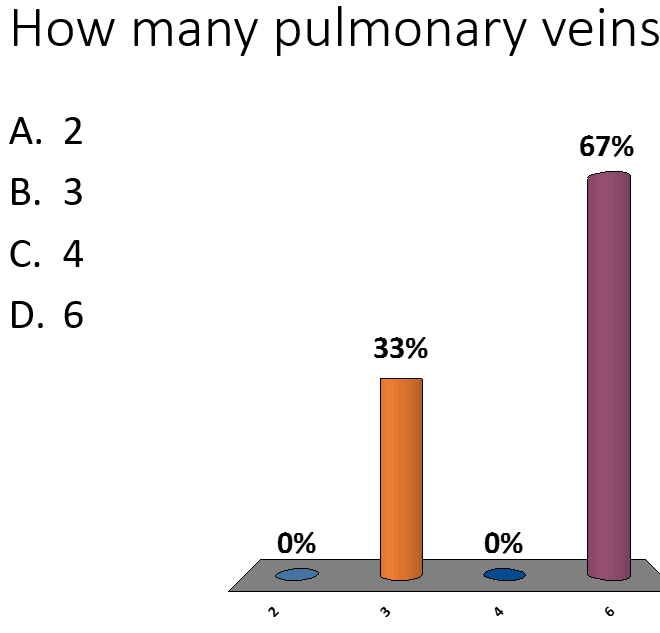 How many pulmonary veins
A. 2
B. 3
C. 4
D. 6
67%
33%
0%
0%
2
3
4
6